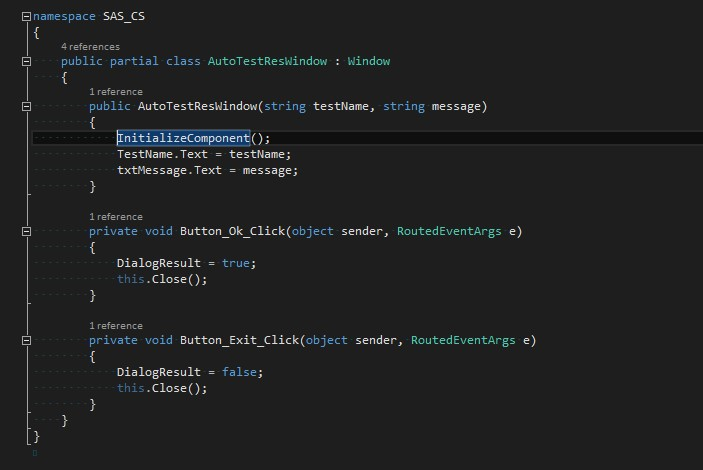 namespace SAS_CS
{
4 references
public partial class AutoTestResWindow : Window
{
1 reference
public AutoTestResWindow(string testName, string message)
{
InitializeComponent();
TestName.Text = testName;
txtMessage.Text = message;
}
1 reference
private void Button_Ok_Click(object sender, RoutedEventArgs e)
{
DialogResult = true;
this.Close();
}
1 reference
private void Button_Exit_Click(object sender, RoutedEventArgs e)
{
DialogResult = false;
this.Close();
}
}
}